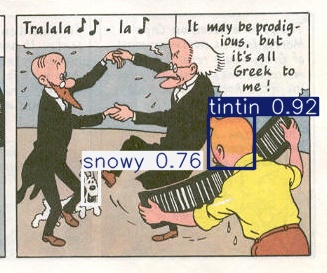 Tralala ♪♪ - la ♪
It may be prodig-
ious, but
it's all
Greek to
me !
tintin 0.92
snowy 0.76